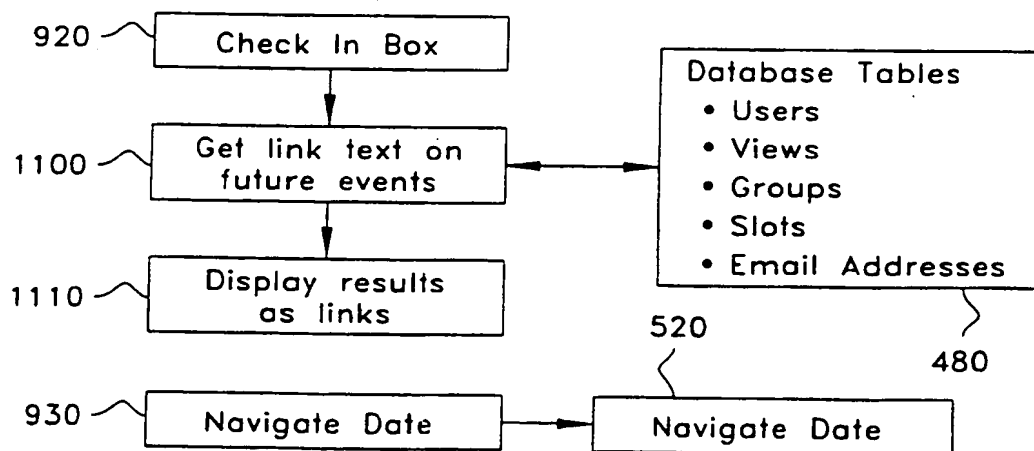 920
Check In Box
1100
Get link text on
future events
1110
Display results
as links
Database Tables
• Users
• Views
• Groups
• Slots
• Email Addresses
480
520
930
Navigate Date
Navigate Date